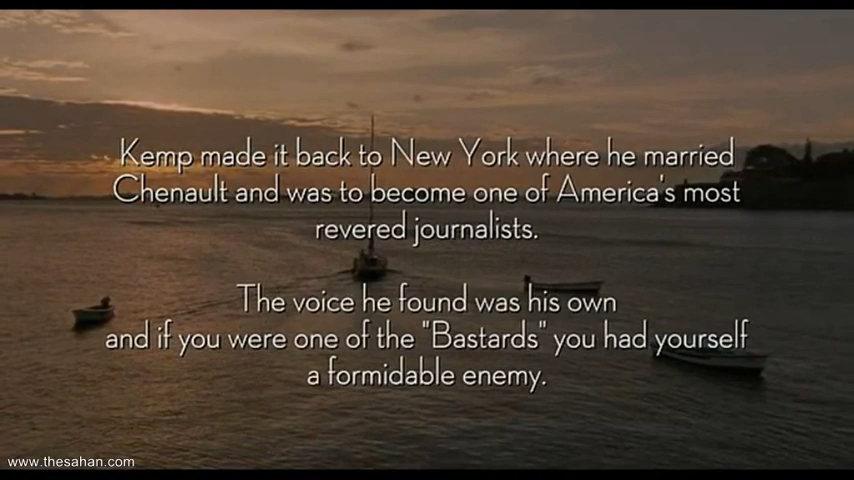 Kemp made it back to New York where he married
Chenault and was to become one of America's most
revered journalists.
The voice he found was his own
and if you were one of the "Bastards" you had yourself
a formidable enemy.
www.thesahan.com